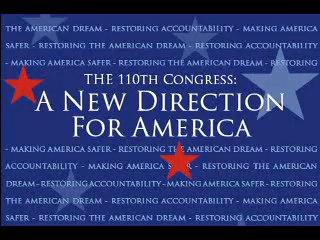 THE AMERICAN DREAM - RESTORING ACCOUNTABILITY - MAKING AMERICA
SAFER - RESTORING THE AMERICAN DREAM - RESTORING ACCOUNTABILITY
- MAKING AMERICA SAFER - RESTORING THE AMERICAN DREAM -
THE 110TH CONGRESS:
A NEW DIRECTION
FOR AMERICA
- MAKING AMERICA SAFER - RESTORING THE AMERICAN DREAM - RESTORING
ACCOUNTABILITY - MAKING AMERICA SAFER - RESTORING THE AMERICAN
DREAM - RESTORING ACCOUNTABILITY - MAKING AMERICA SAFER - RESTORING
THE AMERICAN DREAM - RESTORING ACCOUNTABILITY - MAKING AMERICA
SAFER - RESTORING THE AMERICAN DREAM - RESTORING ACCOUNTABILITY